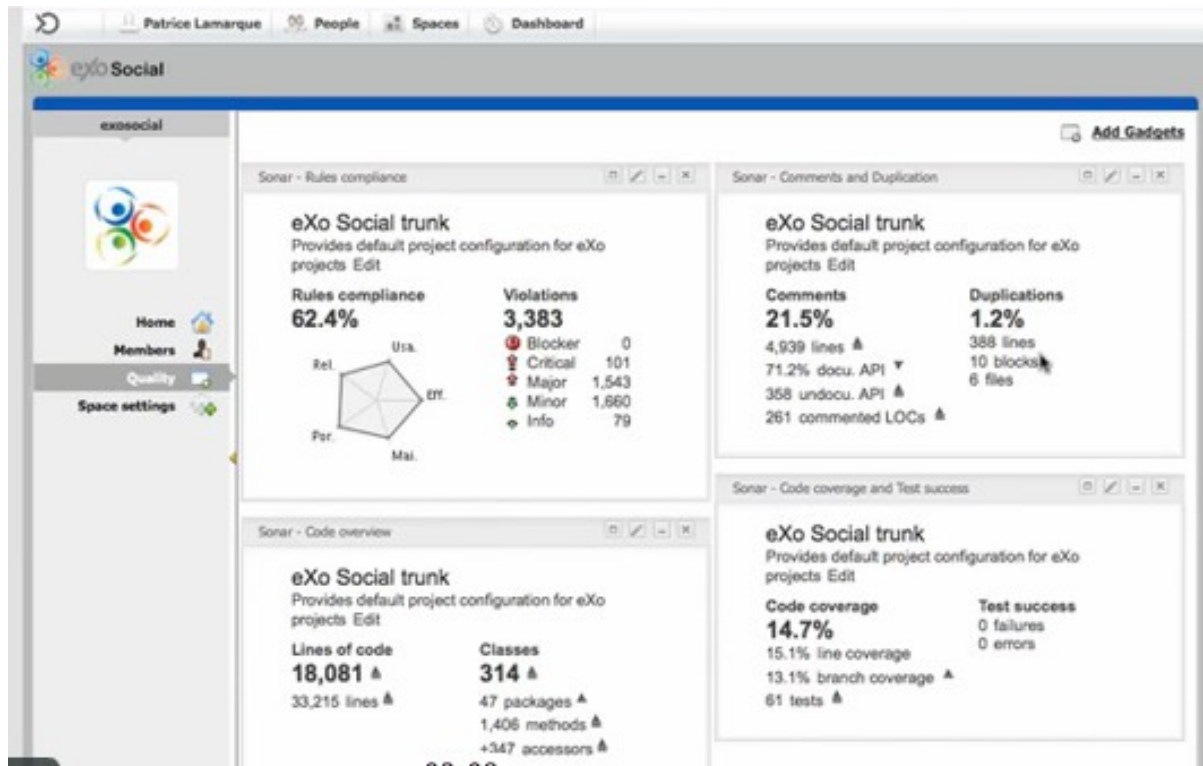 Patrice Lamarque People Spaces Dashboard
eXo Social
exosocial
Add Gadgets
Home
Members
Quality
Space settings
Sonar - Rules compliance
eXo Social trunk
Provides default project configuration for eXo
projects Edit
Rules compliance
62.4%
Usa.
Rel.
Eff.
Por.
Mai.
Violations
3,383
Blocker 0
Critical 101
Major 1,543
Minor 1,660
Info 79
Sonar - Comments and Duplication
eXo Social trunk
Provides default project configuration for eXo
projects Edit
Comments
21.5%
4,939 lines
71.2% docu. API
358 undocu. API
261 commented LOCs
Duplications
1.2%
388 lines
10 blocks
6 files
Sonar - Code overview
eXo Social trunk
Provides default project configuration for eXo
projects Edit
Lines of code
18,081
33,215 lines
Classes
314
47 packages
1,406 methods
+347 accessors
Sonar - Code coverage and Test success
eXo Social trunk
Provides default project configuration for eXo
projects Edit
Code coverage
14.7%
15.1% line coverage
13.1% branch coverage
61 tests
Test success
0 failures
0 errors